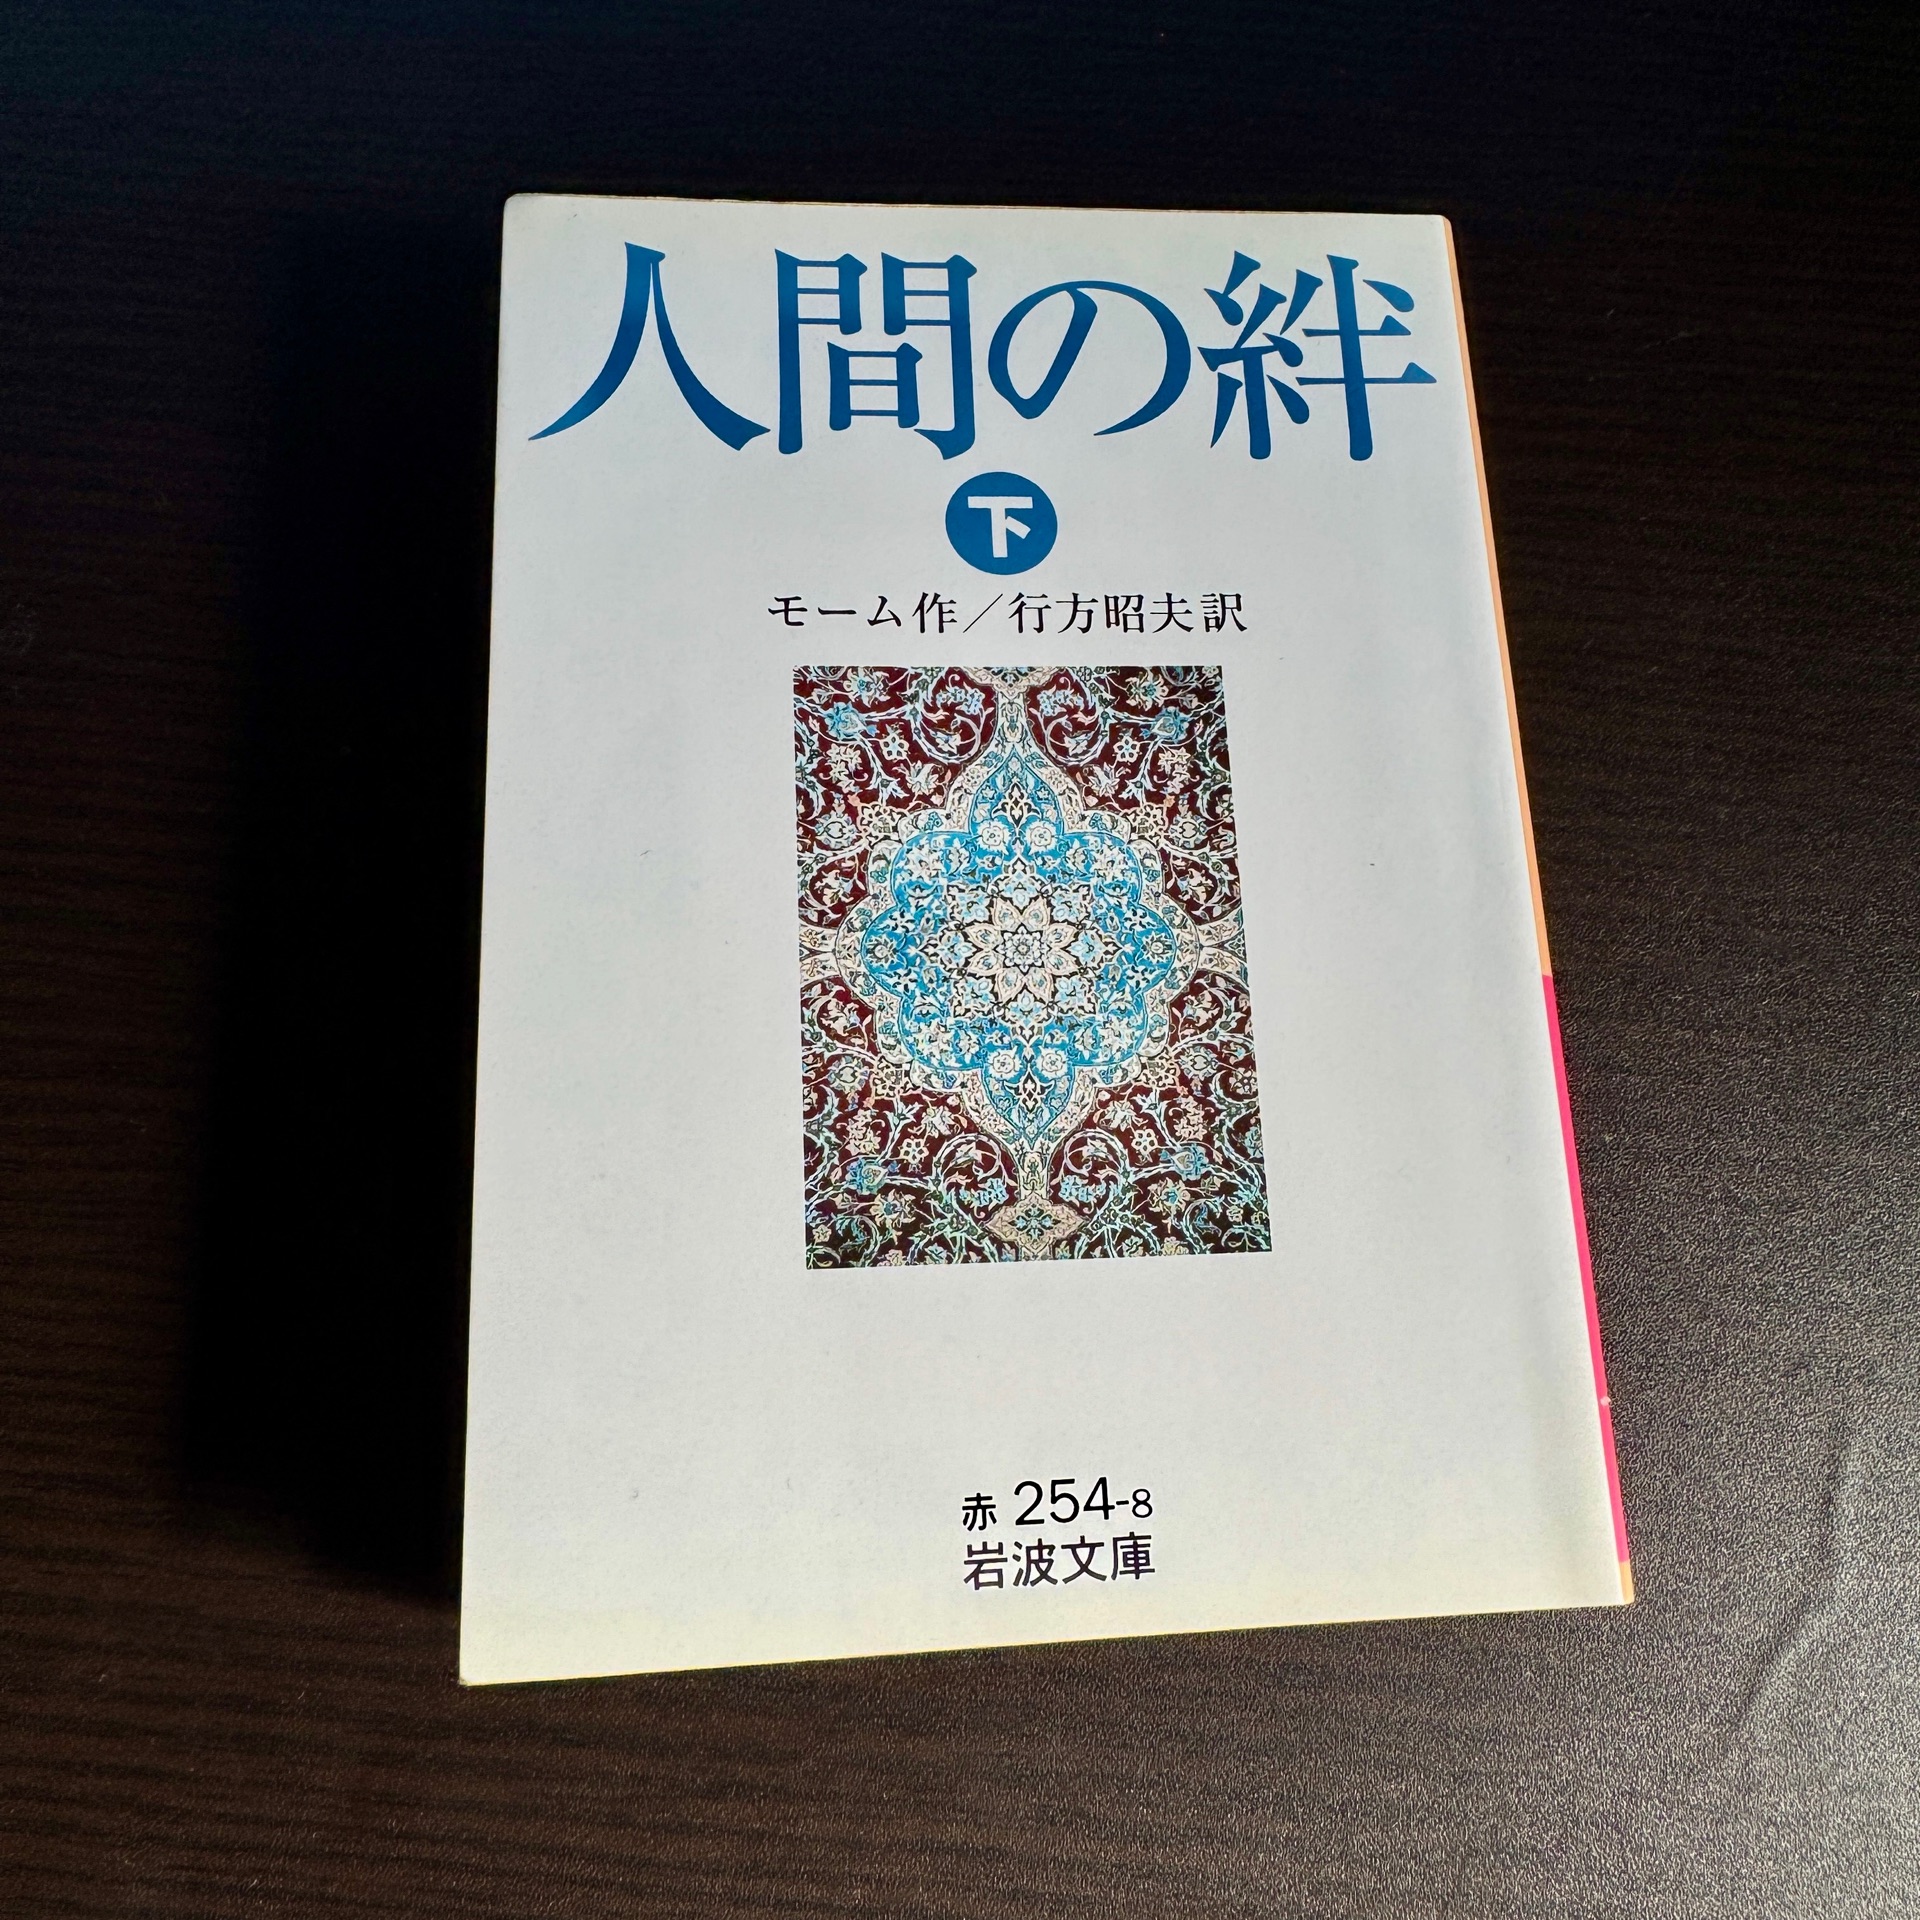 人間の絆
下
モーム作／行方昭夫訳
赤 254-8
岩波文庫